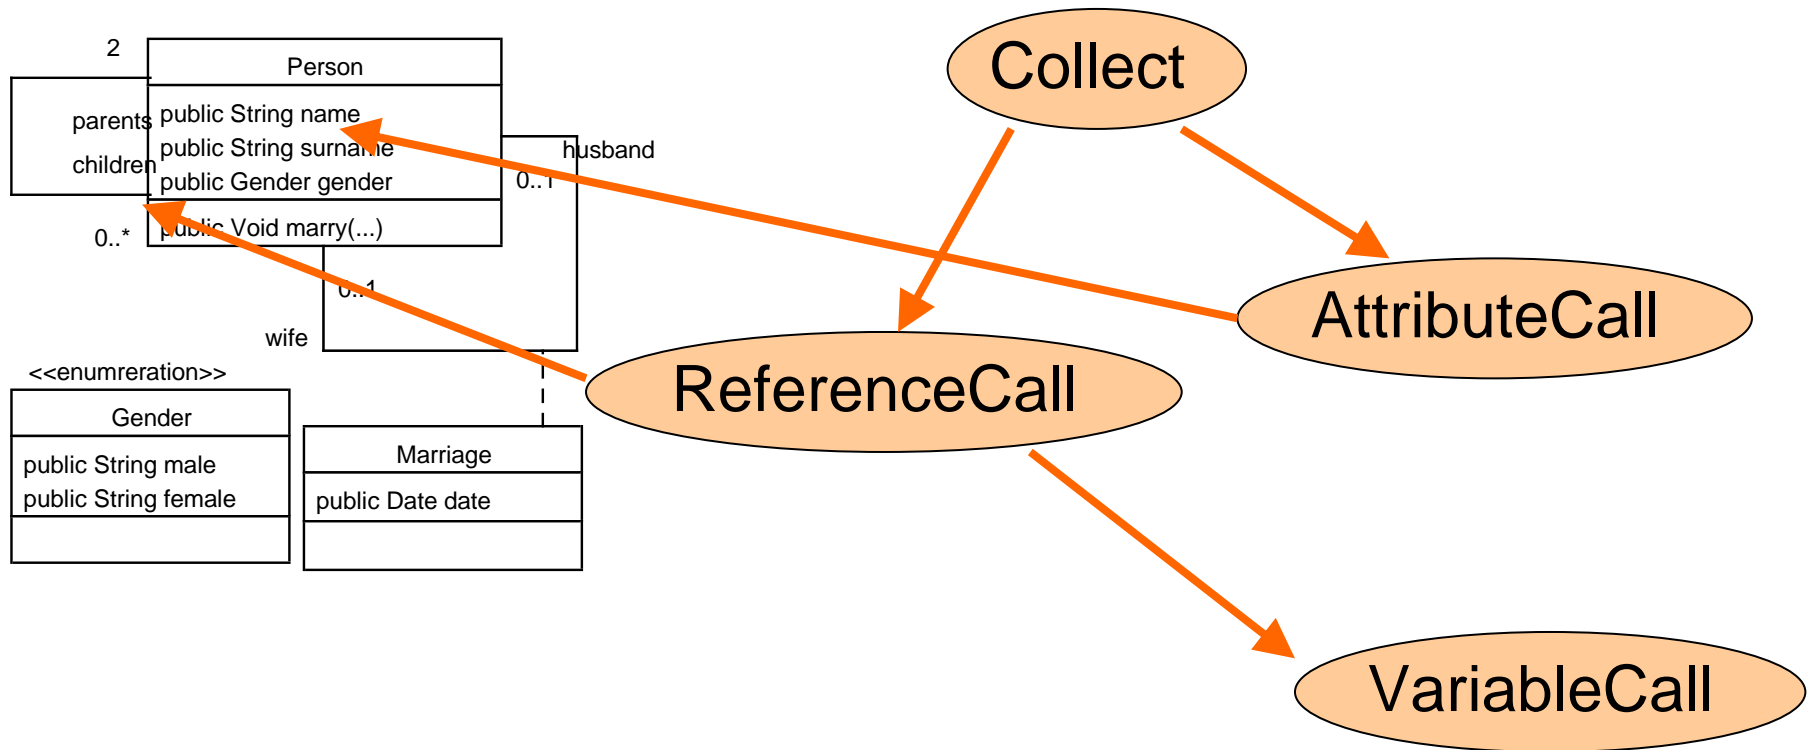 2
Person
parents
children
public String name
public String surname
public Gender gender
0..*
public Void marry(...)
husband
0..1
0..1
wife
<<enumreration>>
Gender
public String male
public String female
Marriage
public Date date
Collect
AttributeCall
ReferenceCall
VariableCall